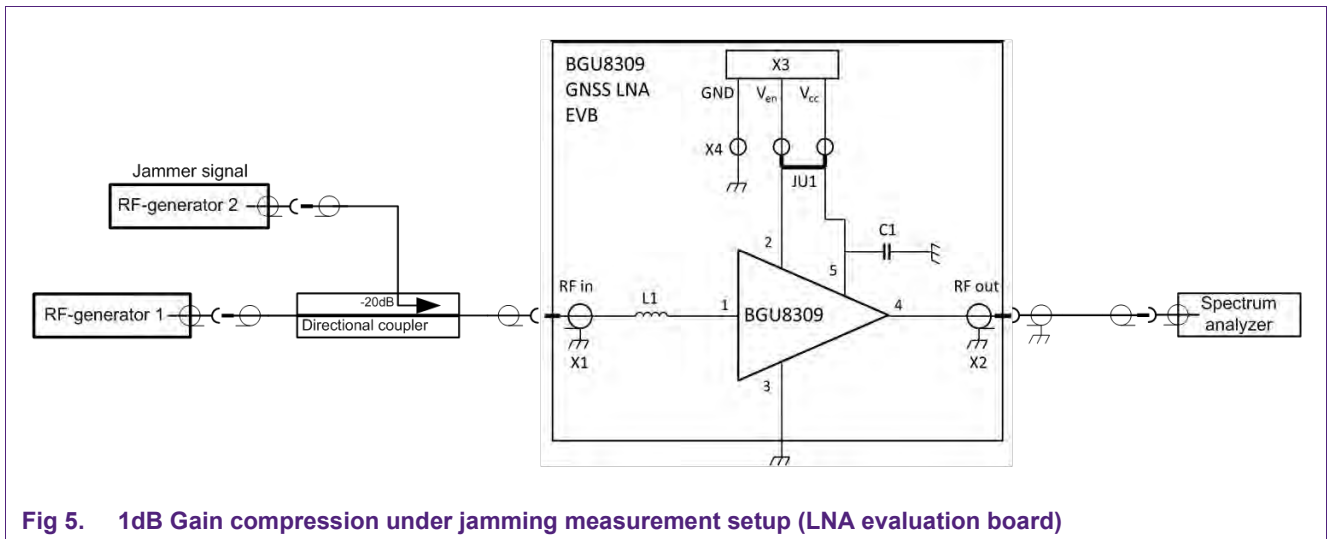 BGU8309
GNSS LNA
EVB
X3
GND
Ven
Vcc
X4
JU1
Jammer signal
RF-generator 2
C1
2
5
-20dB
RF in
L1
RF out
RF-generator 1
Directional coupler
1
BGU8309
4
Spectrum
analyzer
X1
X2
3
Fig 5. 1dB Gain compression under jamming measurement setup (LNA evaluation board)